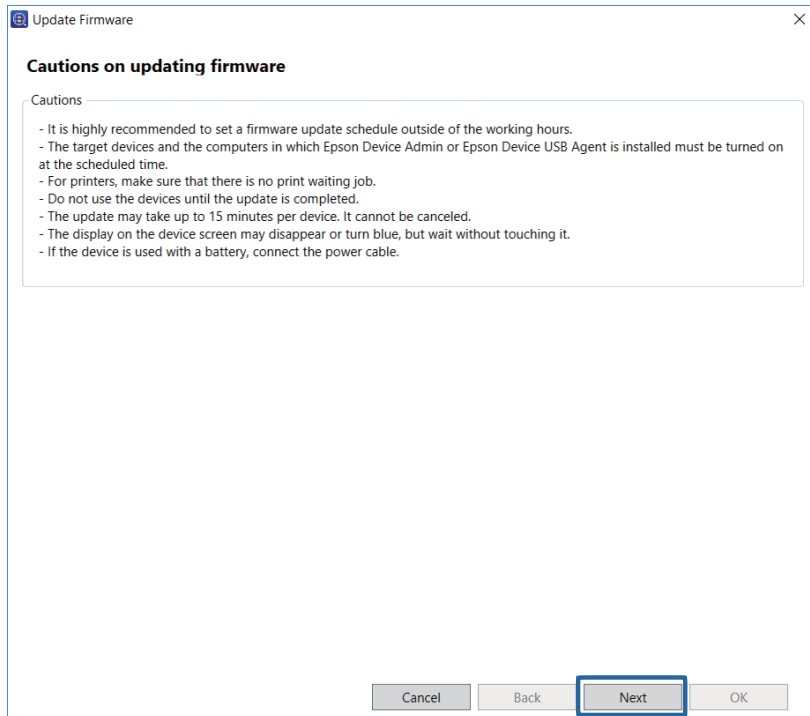 Update Firmware
Cautions on updating firmware
Cautions
- It is highly recommended to set a firmware update schedule outside of the working hours.
- The target devices and the computers in which Epson Device Admin or Epson Device USB Agent is installed must be turned on
at the scheduled time.
- For printers, make sure that there is no print waiting job.
- Do not use the devices until the update is completed.
- The update may take up to 15 minutes per device. It cannot be canceled.
- The display on the device screen may disappear or turn blue, but wait without touching it.
- If the device is used with a battery, connect the power cable.
Cancel Back Next OK